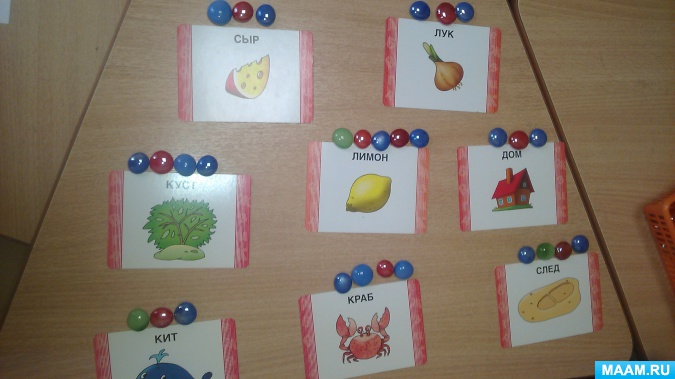 СЫР
ЛУК
ЛИМОН
ДОМ
КУСТ
СЛЕД
КРАБ
КИТ
MAAM.RU